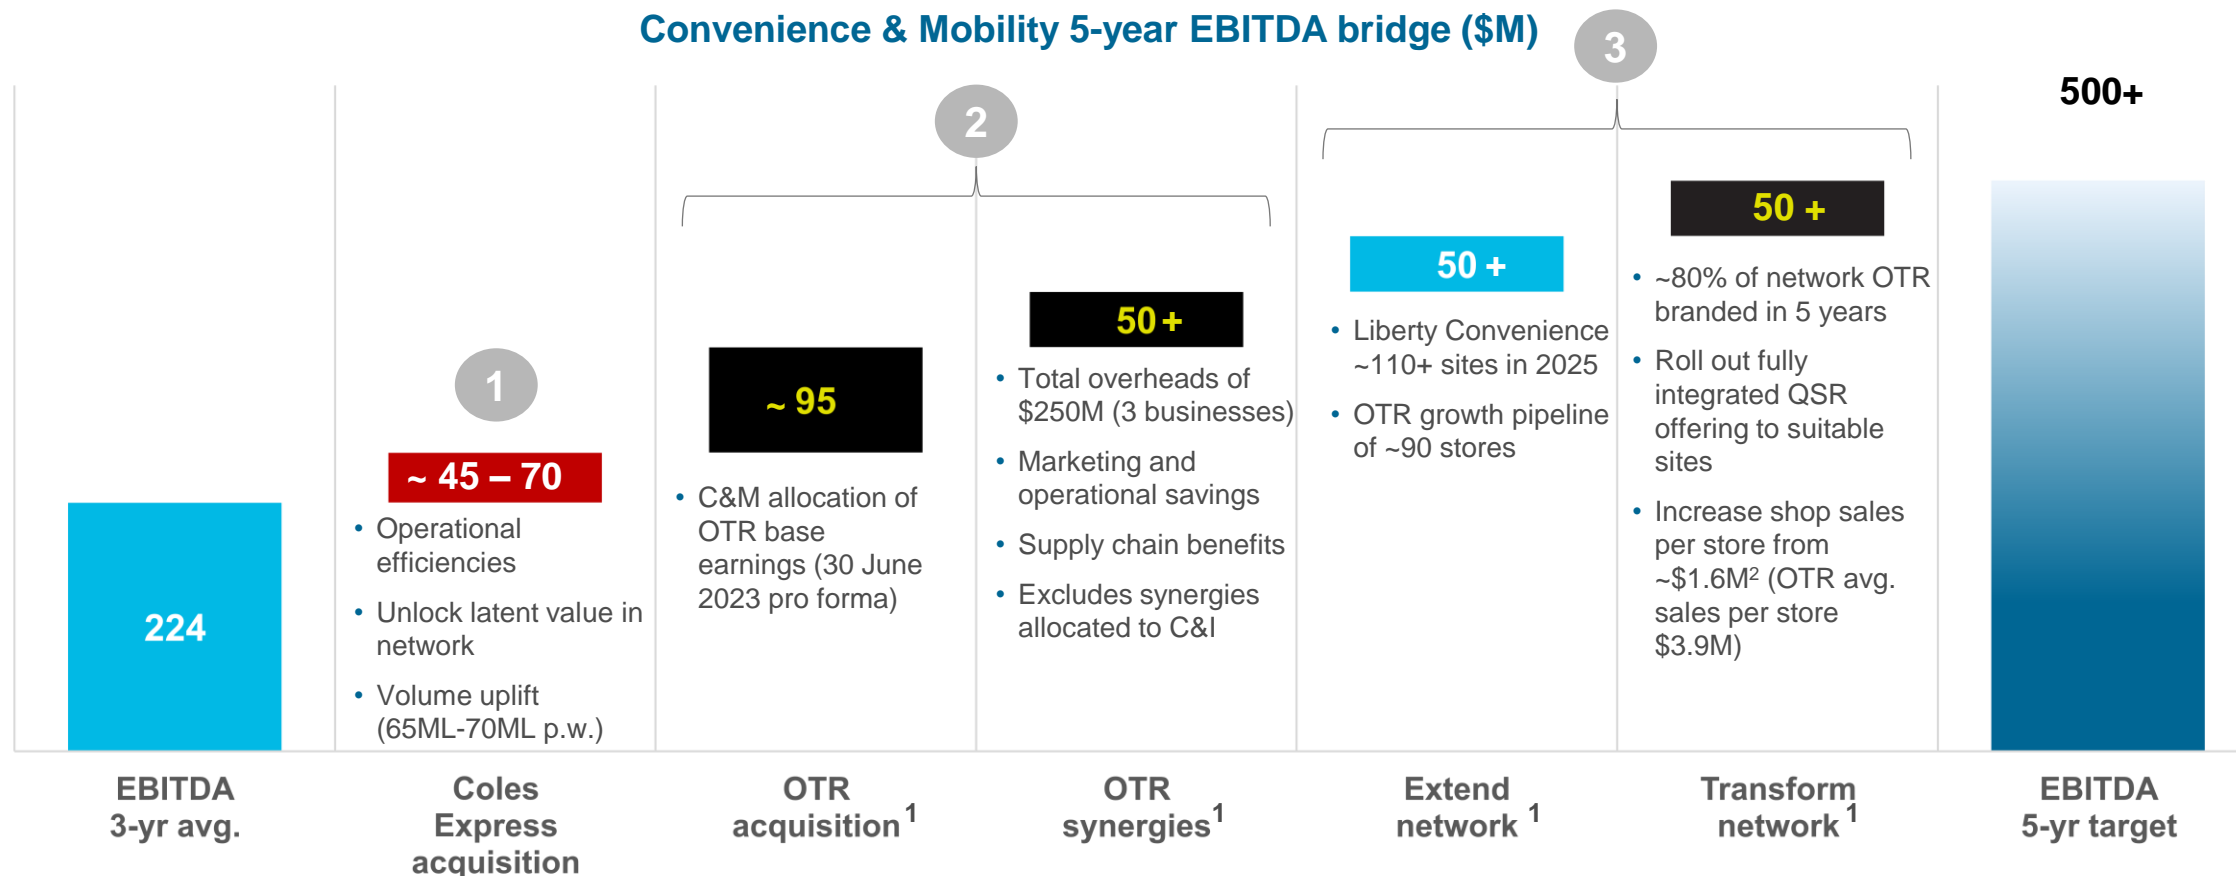 Convenience & Mobility 5-year EBITDA bridge ($M)
224
EBITDA
3-yr avg.
1
~ 45 – 70
• Operational
efficiencies
• Unlock latent value in
network
• Volume uplift
(65ML-70ML p.w.)
Coles
Express
acquisition
2
~ 95
• C&M allocation of
OTR base
earnings (30 June
2023 pro forma)
OTR
acquisition¹
50 +
• Total overheads of
$250M (3 businesses)
• Marketing and
operational savings
• Supply chain benefits
• Excludes synergies
allocated to C&I
OTR
synergies¹
3
50 +
• Liberty Convenience
~110+ sites in 2025
• OTR growth pipeline
of ~90 stores
Extend
network ¹
50 +
• ~80% of network OTR
branded in 5 years
• Roll out fully
integrated QSR
offering to suitable
sites
• Increase shop sales
per store from
~$1.6M² (OTR avg.
sales per store
$3.9M)
Transform
network ¹
500+
EBITDA
5-yr target